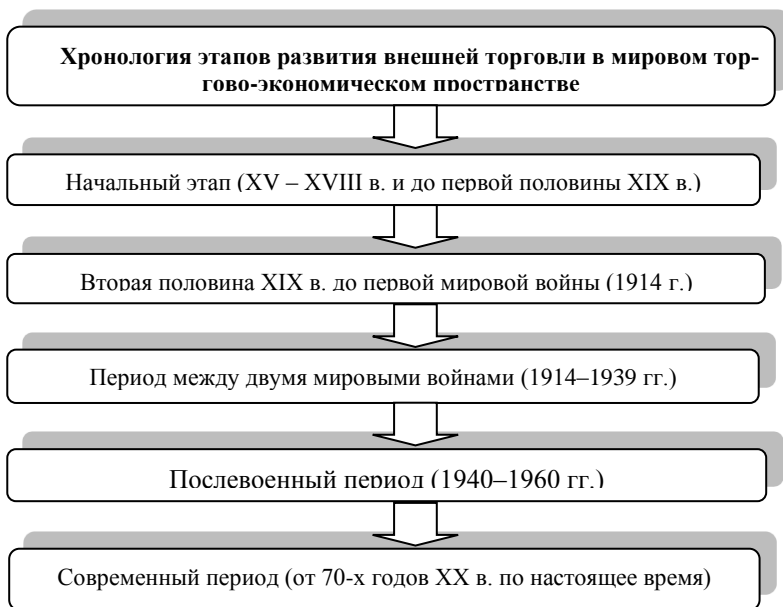 Хронология этапов развития внешней торговли в мировом тор-
гово-экономическом пространстве
Начальный этап (XV – XVIII в. и до первой половины XIX в.)
Вторая половина XIX в. до первой мировой войны (1914 г.)
Период между двумя мировыми войнами (1914–1939 гг.)
Послевоенный период (1940–1960 гг.)
Современный период (от 70-х годов XX в. по настоящее время)